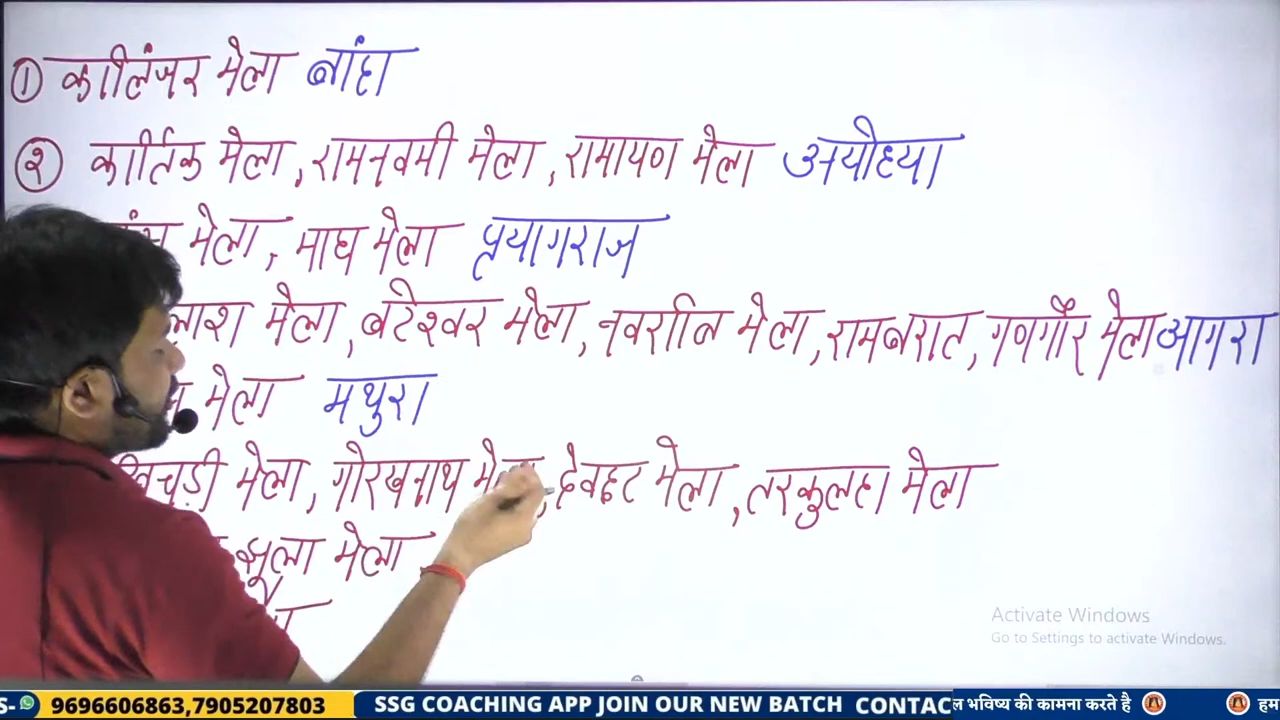 ① कालिंजर मेला बांदा
② कार्तिक मेला, रामनवमी मेला, रामायण मेला अयोध्या
मेला, माघ मेला प्रयागराज
लाश मेला, बटेश्वर मेला, नवरात्रि मेला, रामबरात, गणगौर मेला आगरा
मेला मथुरा
खिचड़ी मेला, गोरखनाथ मेला, देवहट मेला, तरकुलहा मेला
झूला मेला
Activate Windows
Go to Settings to activate Windows.
S- 9696606863,7905207803 SSG COACHING APP JOIN OUR NEW BATCH CONTAC ल भविष्य की कामना करते है हम